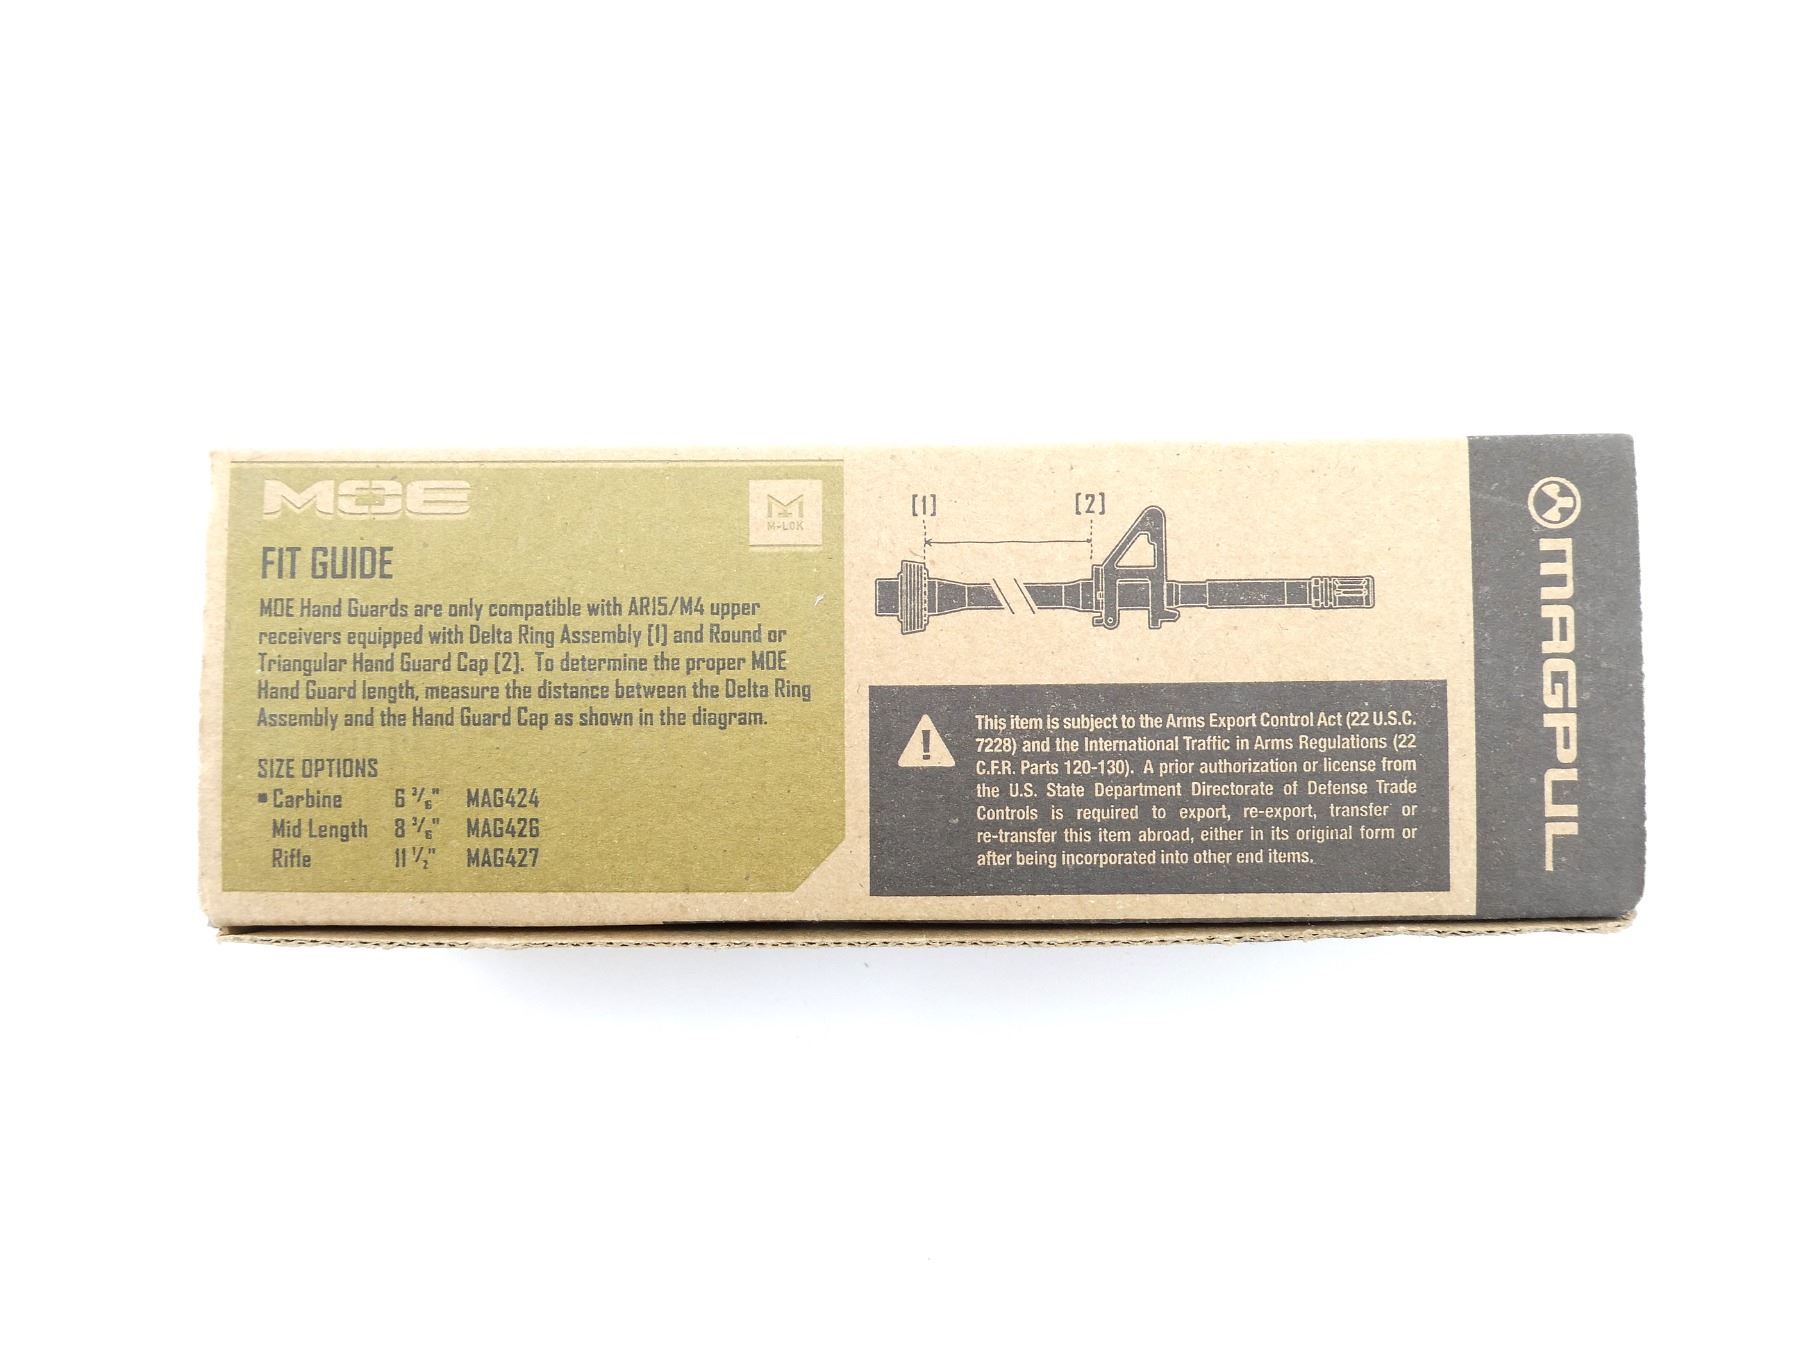 MOE
M-LOK
FIT GUIDE
MOE Hand Guards are only compatible with AR15/M4 upper
receivers equipped with Delta Ring Assembly [1] and Round or
Triangular Hand Guard Cap [2]. To determine the proper MOE
Hand Guard length, measure the distance between the Delta Ring
Assembly and the Hand Guard Cap as shown in the diagram.
SIZE OPTIONS
▪ Carbine 6 3/6" MAG424
Mid Length 8 3/6" MAG426
Rifle 11 1/2" MAG427
[1] [2]
This item is subject to the Arms Export Control Act (22 U.S.C.
7228) and the International Traffic in Arms Regulations (22
C.F.R. Parts 120-130). A prior authorization or license from
the U.S. State Department Directorate of Defense Trade
Controls is required to export, re-export, transfer or
re-transfer this item abroad, either in its original form or
after being incorporated into other end items.
MAGPUL